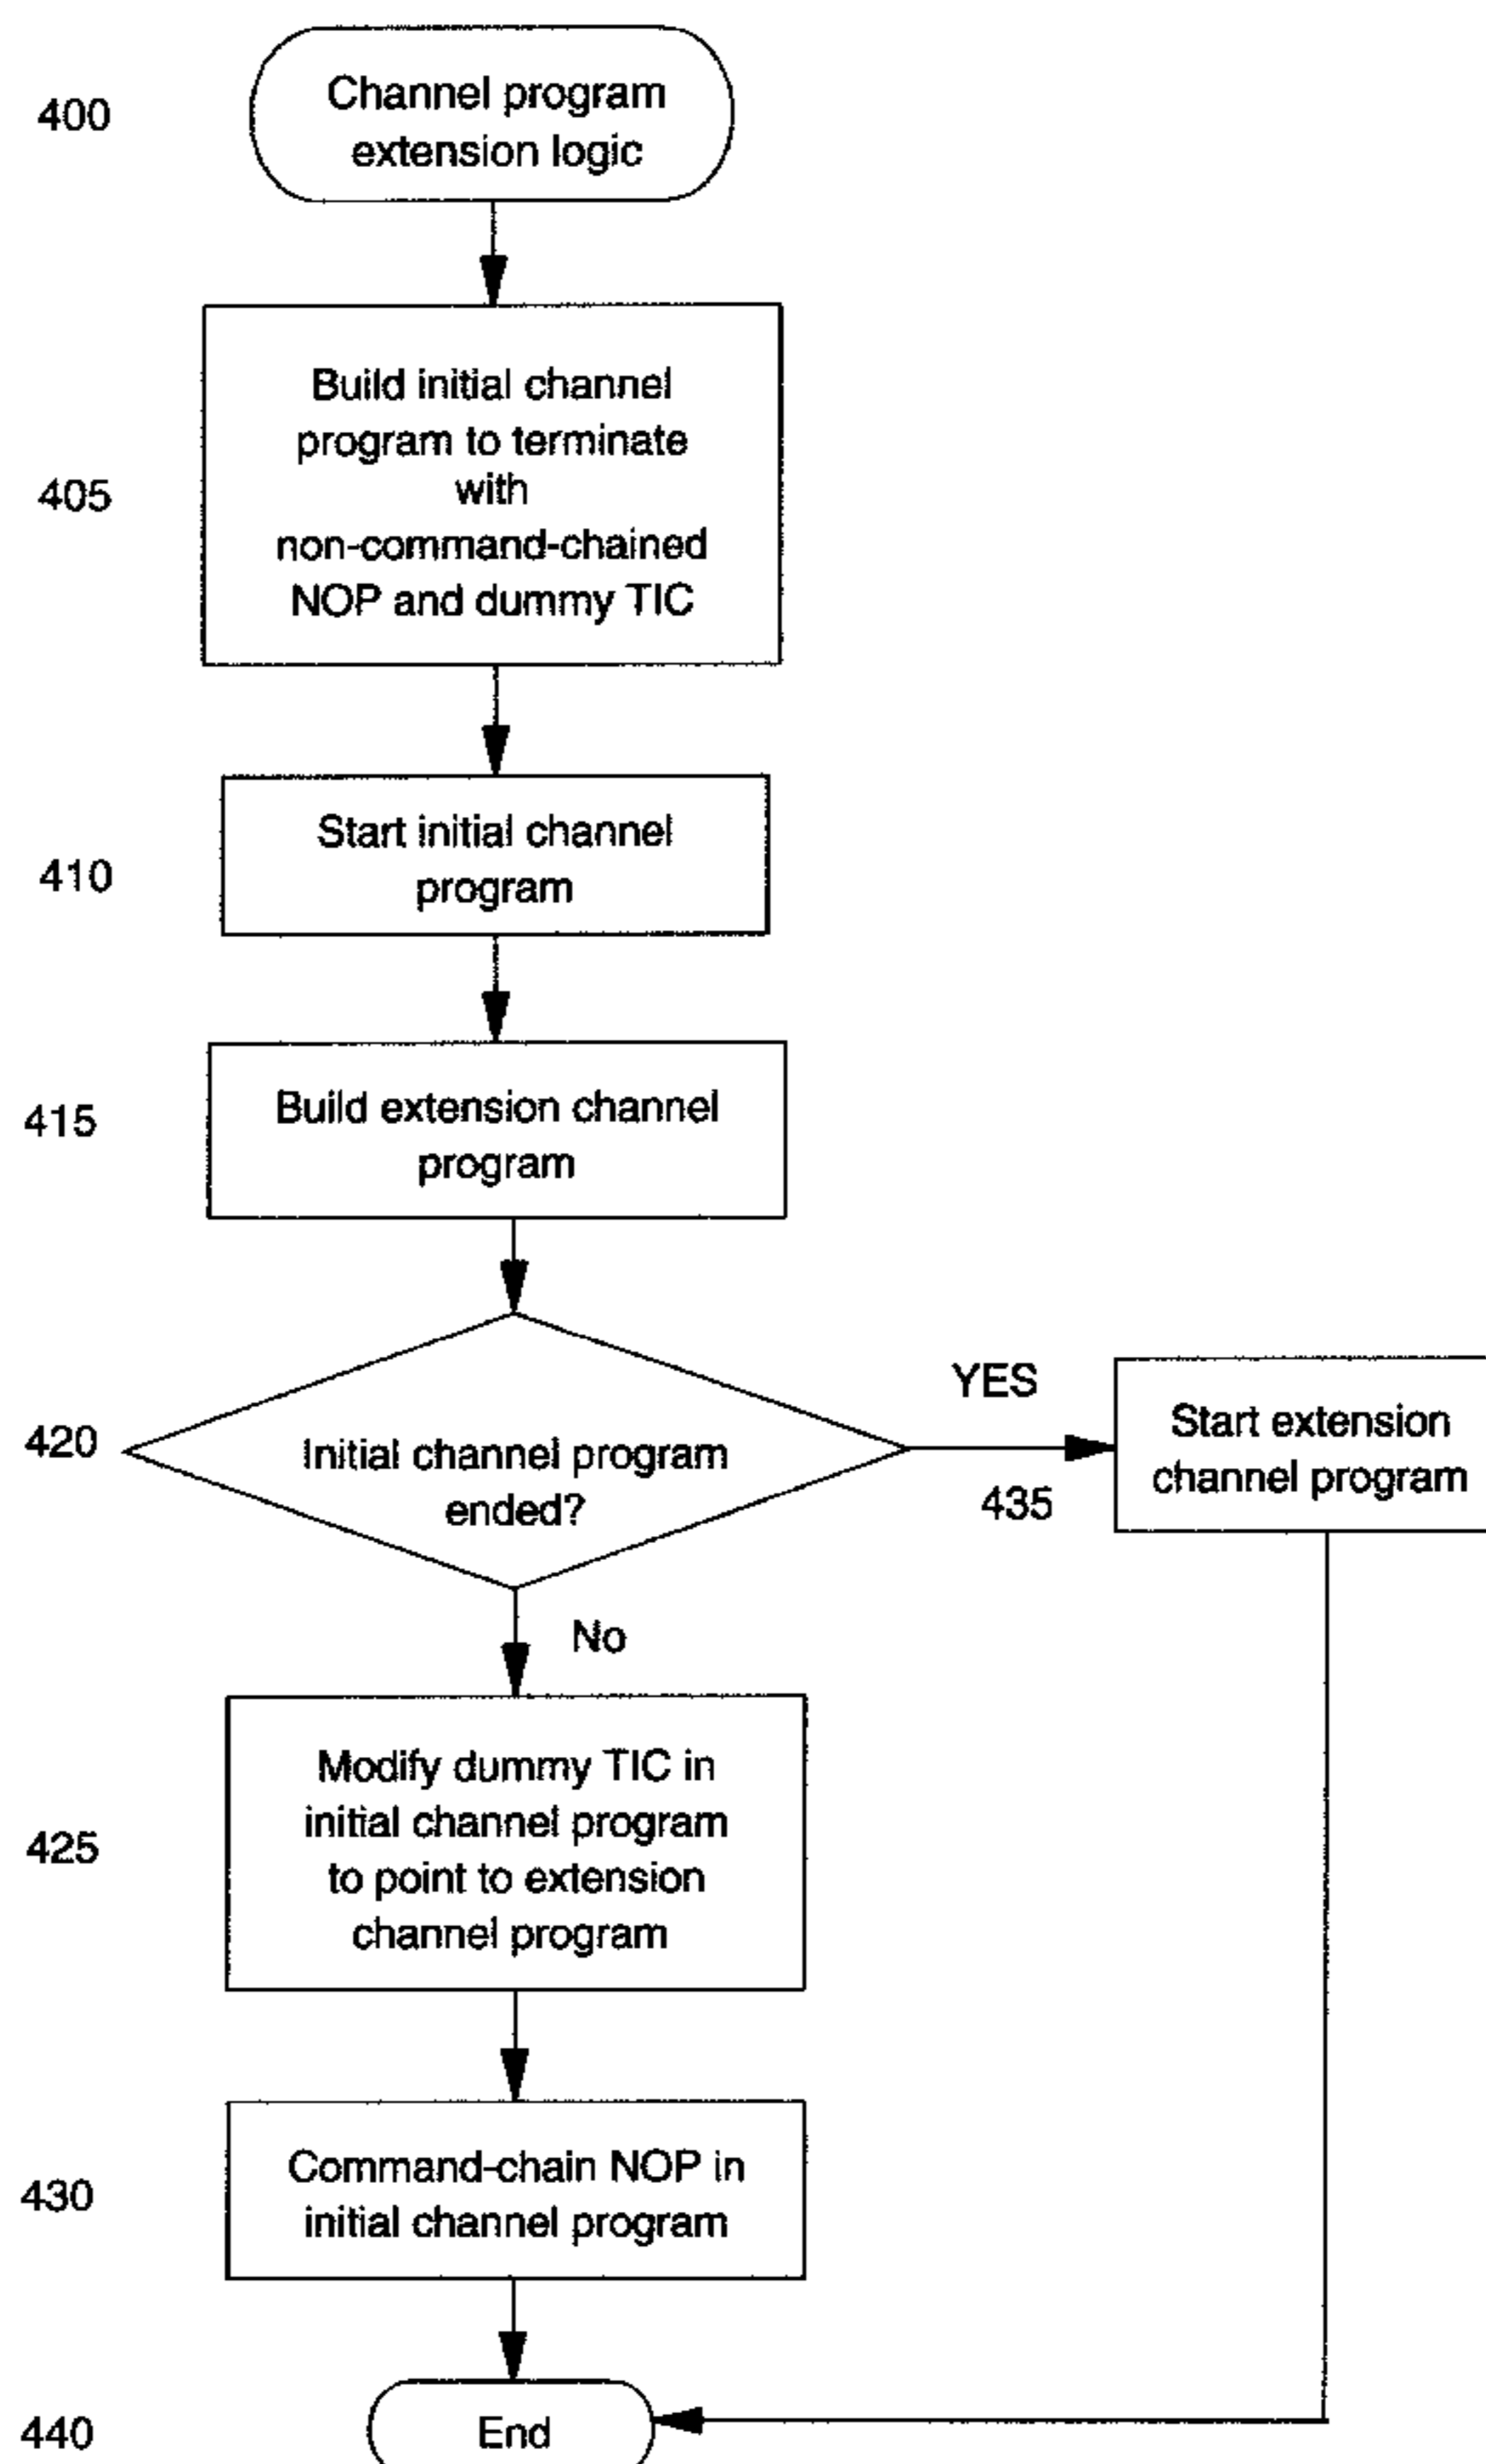 400
Channel program
extension logic
405
Build initial channel
program to terminate
with
non-command-chained
NOP and dummy TIC
410
Start initial channel
program
415
Build extension channel
program
420
Initial channel program
ended?
YES
435
Start extension
channel program
No
425
Modify dummy TIC in
initial channel program
to point to extension
channel program
430
Command-chain NOP in
initial channel program
440
End